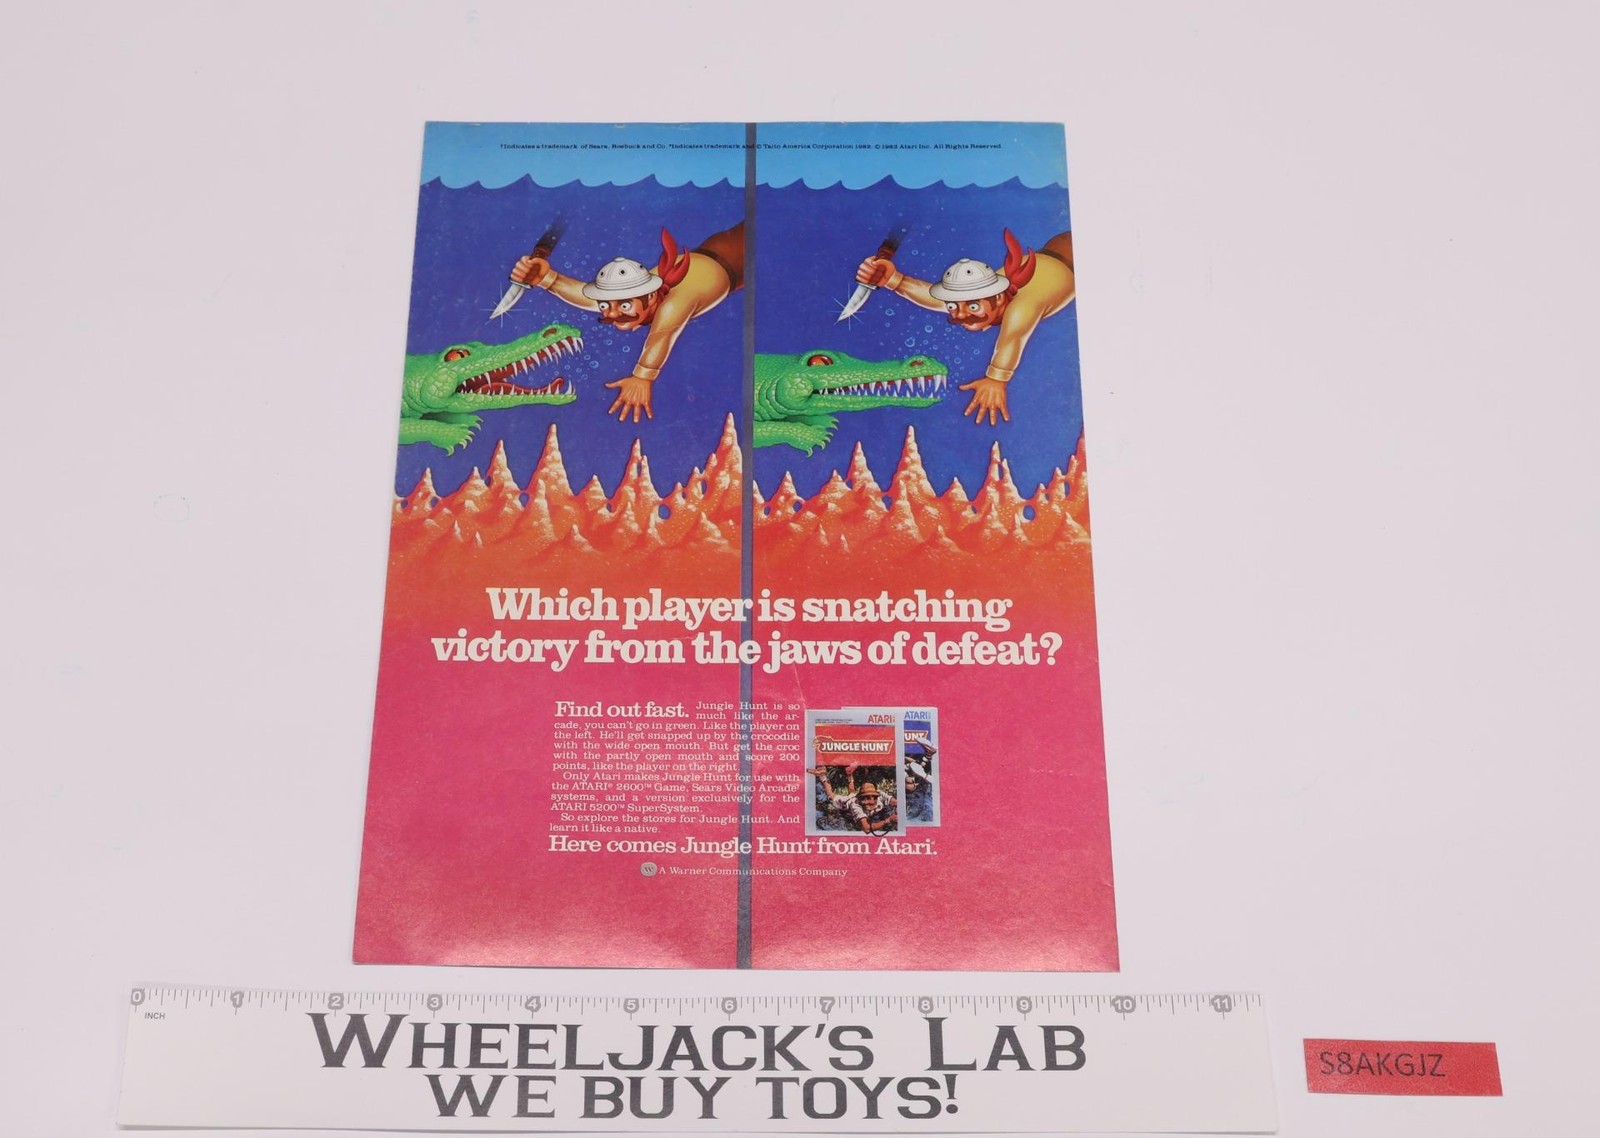 †Indicates a trademark of Sears, Roebuck and Co. *Indicates trademark and © Taito America Corporation 1982. © 1983 Atari Inc. All Rights Reserved.
Which player is snatching
victory from the jaws of defeat?
Find out fast. Jungle Hunt is so
much like the ar-
cade, you can't go in green. Like the player on
the left. He'll get snapped up by the crocodile
with the wide open mouth. But get the croc
with the partly open mouth and score 200
points, like the player on the right.
Only Atari makes Jungle Hunt for use with
the ATARI® 2600™ Game, Sears Video Arcade†
systems, and a version exclusively for the
ATARI 5200™ SuperSystem.
So explore the stores for Jungle Hunt. And
learn it like a native.
Here comes Jungle Hunt from Atari.
ATARI
JUNGLE HUNT
ATARI
UNT
W A Warner Communications Company
0 1 2 3 4 5 6 7 8 9 10 11
INCH
WHEELJACK'S LAB
WE BUY TOYS!
S8AKGJZ